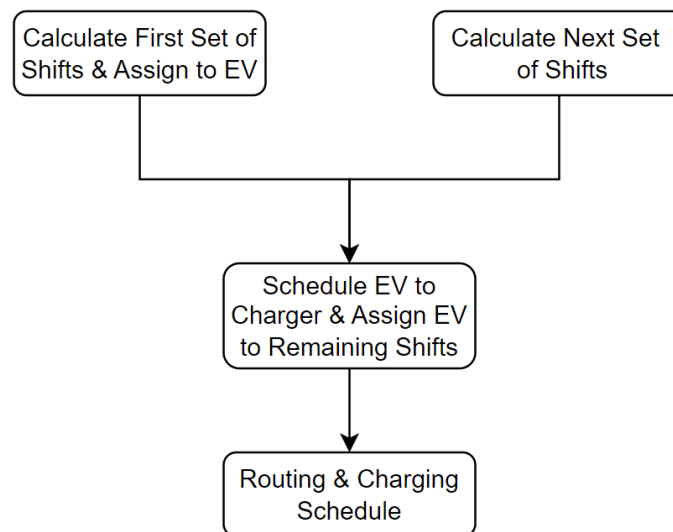 Calculate First Set of
Shifts & Assign to EV
Calculate Next Set
of Shifts
Schedule EV to
Charger & Assign EV
to Remaining Shifts
Routing & Charging
Schedule